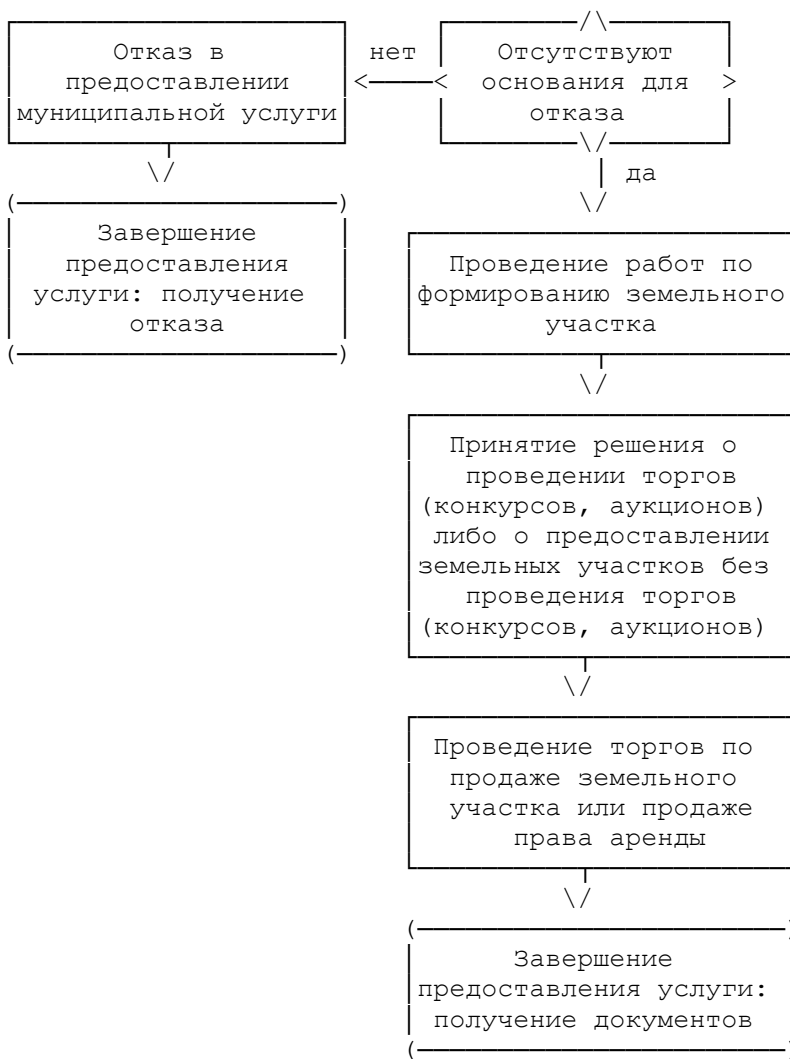 Отказ в
предоставлении
муниципальной услуги
нет
Отсутствуют
основания для
отказа
да
Завершение
предоставления
услуги: получение
отказа
Проведение работ по
формированию земельного
участка
Принятие решения о
проведении торгов
(конкурсов, аукционов)
либо о предоставлении
земельных участков без
проведения торгов
(конкурсов, аукционов)
Проведение торгов по
продаже земельного
участка или продаже
права аренды
Завершение
предоставления услуги:
получение документов